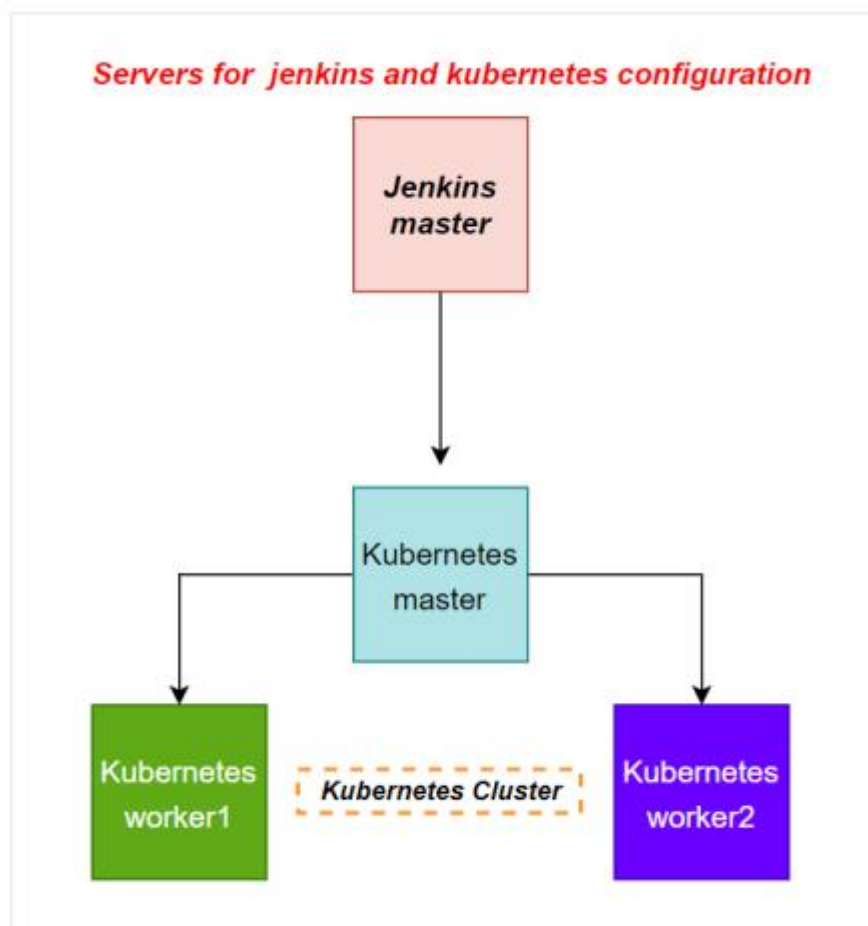 Servers for jenkins and kubernetes configuration
Jenkins
master
Kubernetes
master
Kubernetes
worker1
Kubernetes Cluster
Kubernetes
worker2